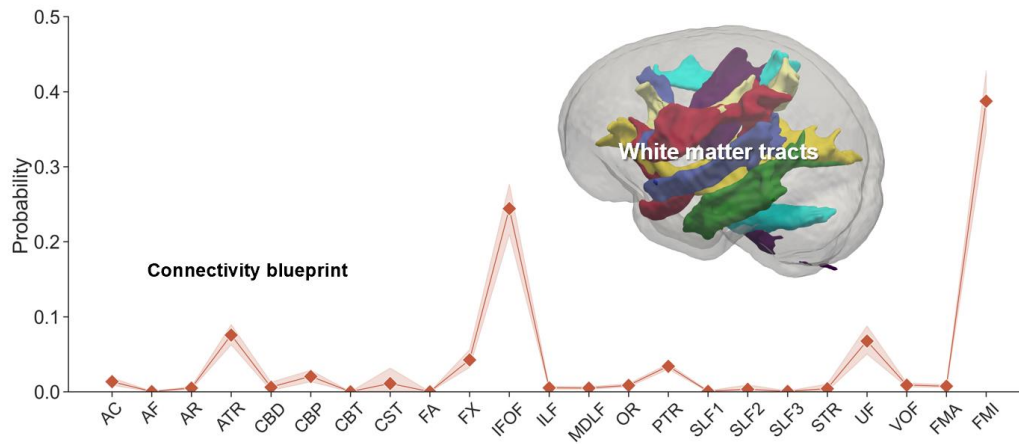 0.5
0.4
0.3
0.2
0.1
0.0
Probability
White matter tracts
Connectivity blueprint
AC AF AR ATR CBD CBP CBT CST FA FX IFOF ILF MDLF OR PTR SLF1 SLF2 SLF3 STR UF VOF FMA FMI